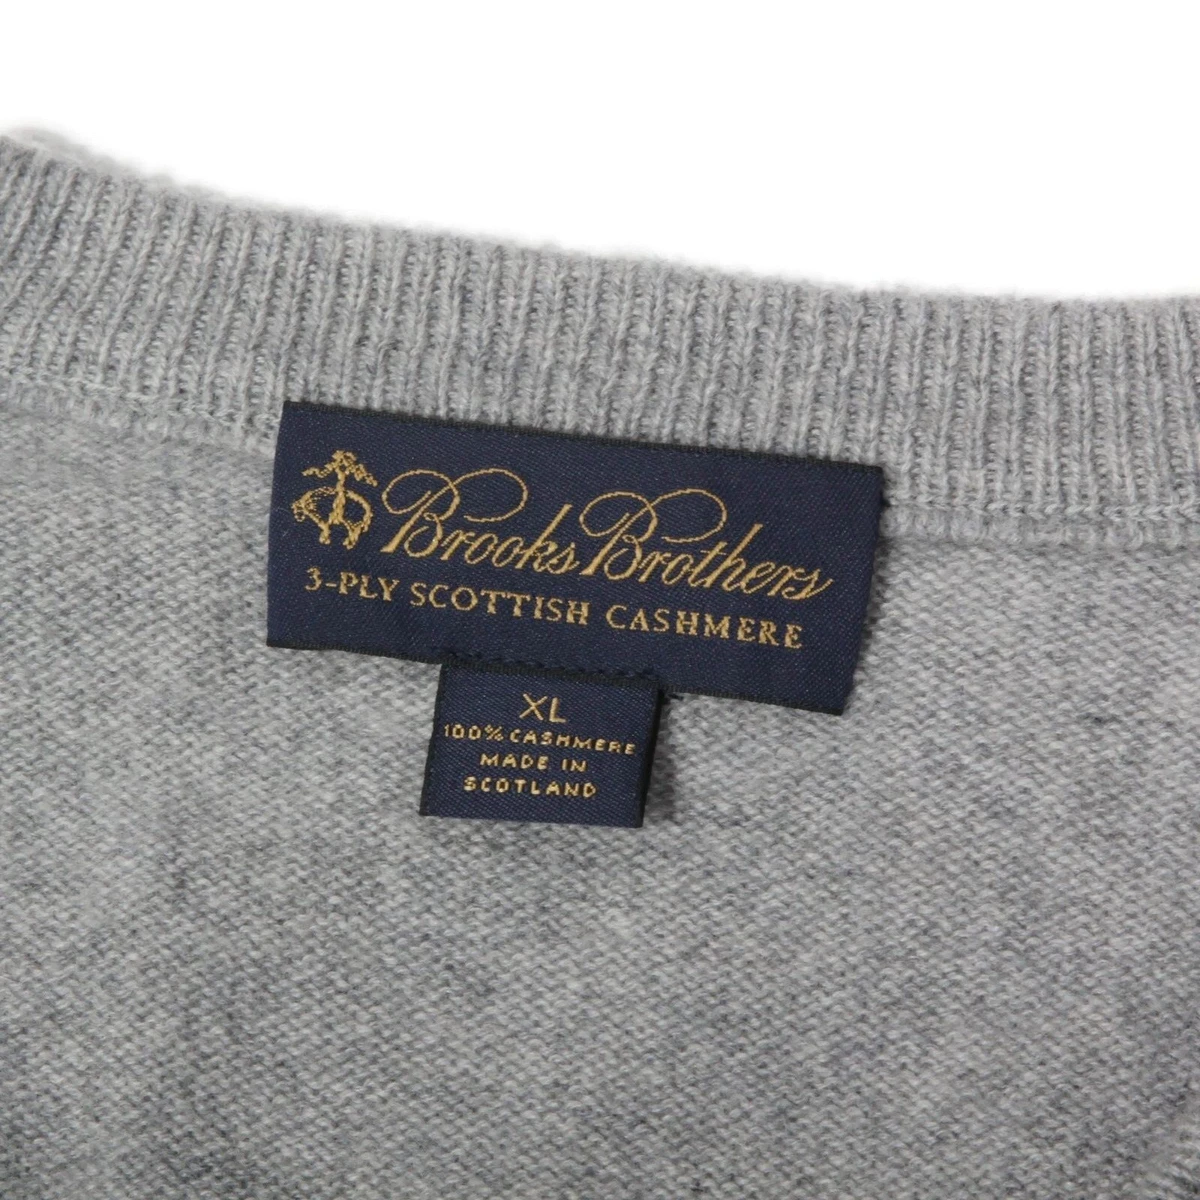 Brooks Brothers
3-PLY SCOTTISH CASHMERE
XL
100% CASHMERE
MADE IN
SCOTLAND